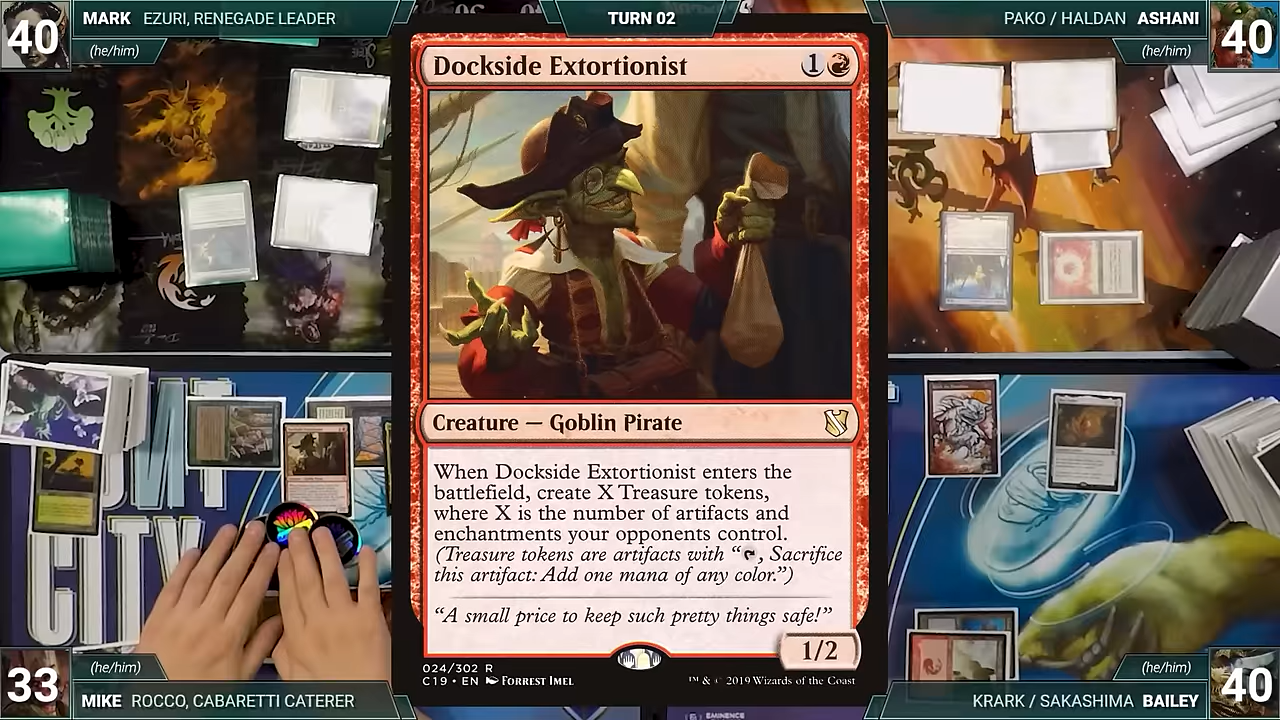 MARK EZURI, RENEGADE LEADER
40
(he/him)
TURN 02
PAKO / HALDAN ASHANI
40
(he/him)
Dockside Extortionist 1
Creature — Goblin Pirate
When Dockside Extortionist enters the
battlefield, create X Treasure tokens,
where X is the number of artifacts and
enchantments your opponents control.
(Treasure tokens are artifacts with “, Sacrifice
this artifact: Add one mana of any color.”)
“A small price to keep such pretty things safe!”
1/2
024/302 R
C19 • EN FORREST IMEL
™ & © 2019 Wizards of the Coast
CITY
33
(he/him)
MIKE ROCCO, CABARETTI CATERER
(he/him)
KRARK / SAKASHIMA BAILEY
40
EMINENCE